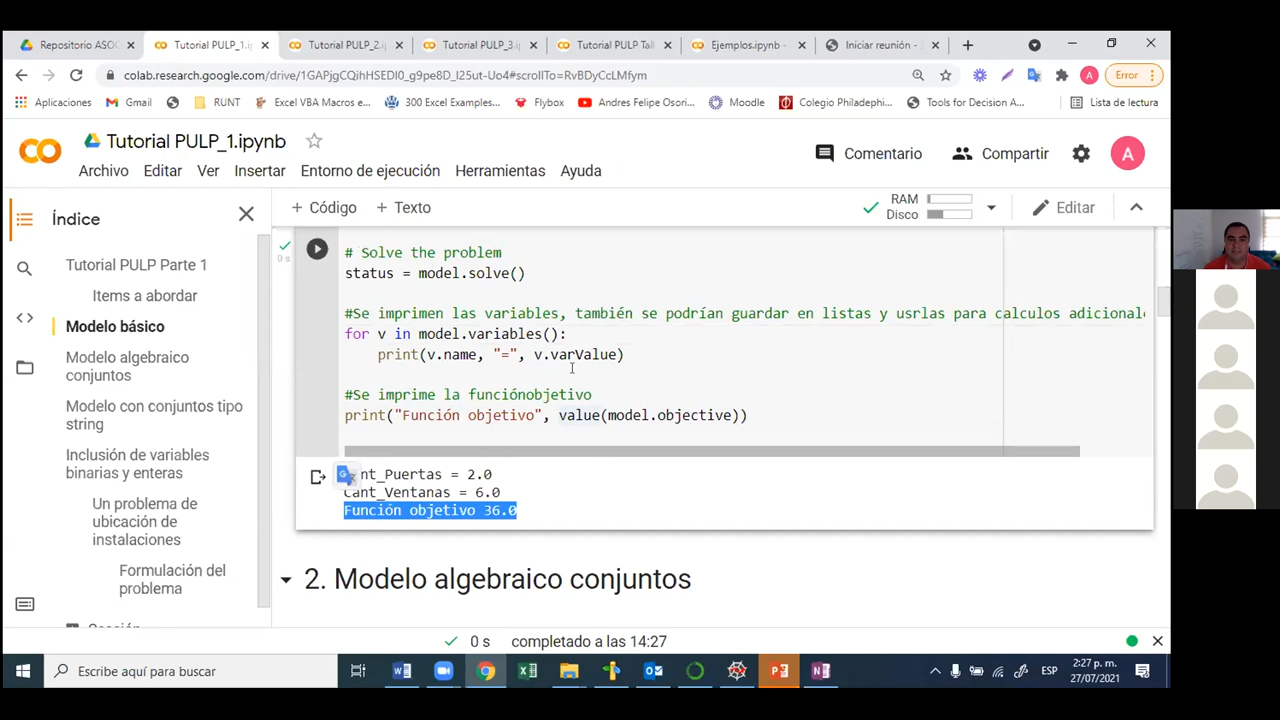 Repositorio ASO
Tutorial PULP_1.i
Tutorial PULP_2.i
Tutorial PULP_3.i
Tutorial PULP Tall
Ejemplos.ipynb -
Iniciar reunión - Z
colab.research.google.com/drive/1GAPjgCQihHSEDl0_g9pe8D_l25ut-Uo4#scrollTo=RvBDyCcLMfym
A
Error
Aplicaciones
Gmail
RUNT
Excel VBA Macros e...
300 Excel Examples...
Flybox
Andres Felipe Osori...
Moodle
Colegio Philadelphi...
Tools for Decision A...
Lista de lectura
Tutorial PULP_1.ipynb
Comentario
Compartir
A
Archivo Editar Ver Insertar Entorno de ejecución Herramientas Ayuda
+ Código + Texto
RAM
Disco
Editar
Índice
Tutorial PULP Parte 1
Items a abordar
Modelo básico
Modelo algebraico
conjuntos
Modelo con conjuntos tipo
string
Inclusión de variables
binarias y enteras
Un problema de
ubicación de
instalaciones
Formulación del
problema
0 s
# Solve the problem
status = model.solve()
#Se imprimen las variables, también se podrían guardar en listas y usrlas para calculos adicionale
for v in model.variables():
print(v.name, "=", v.varValue)
#Se imprime la funciónobjetivo
print("Función objetivo", value(model.objective))
nt_Puertas = 2.0
Cant_Ventanas = 6.0
Función objetivo 36.0
2. Modelo algebraico conjuntos
0 s completado a las 14:27
Escribe aquí para buscar
ESP
2:27 p. m.
27/07/2021